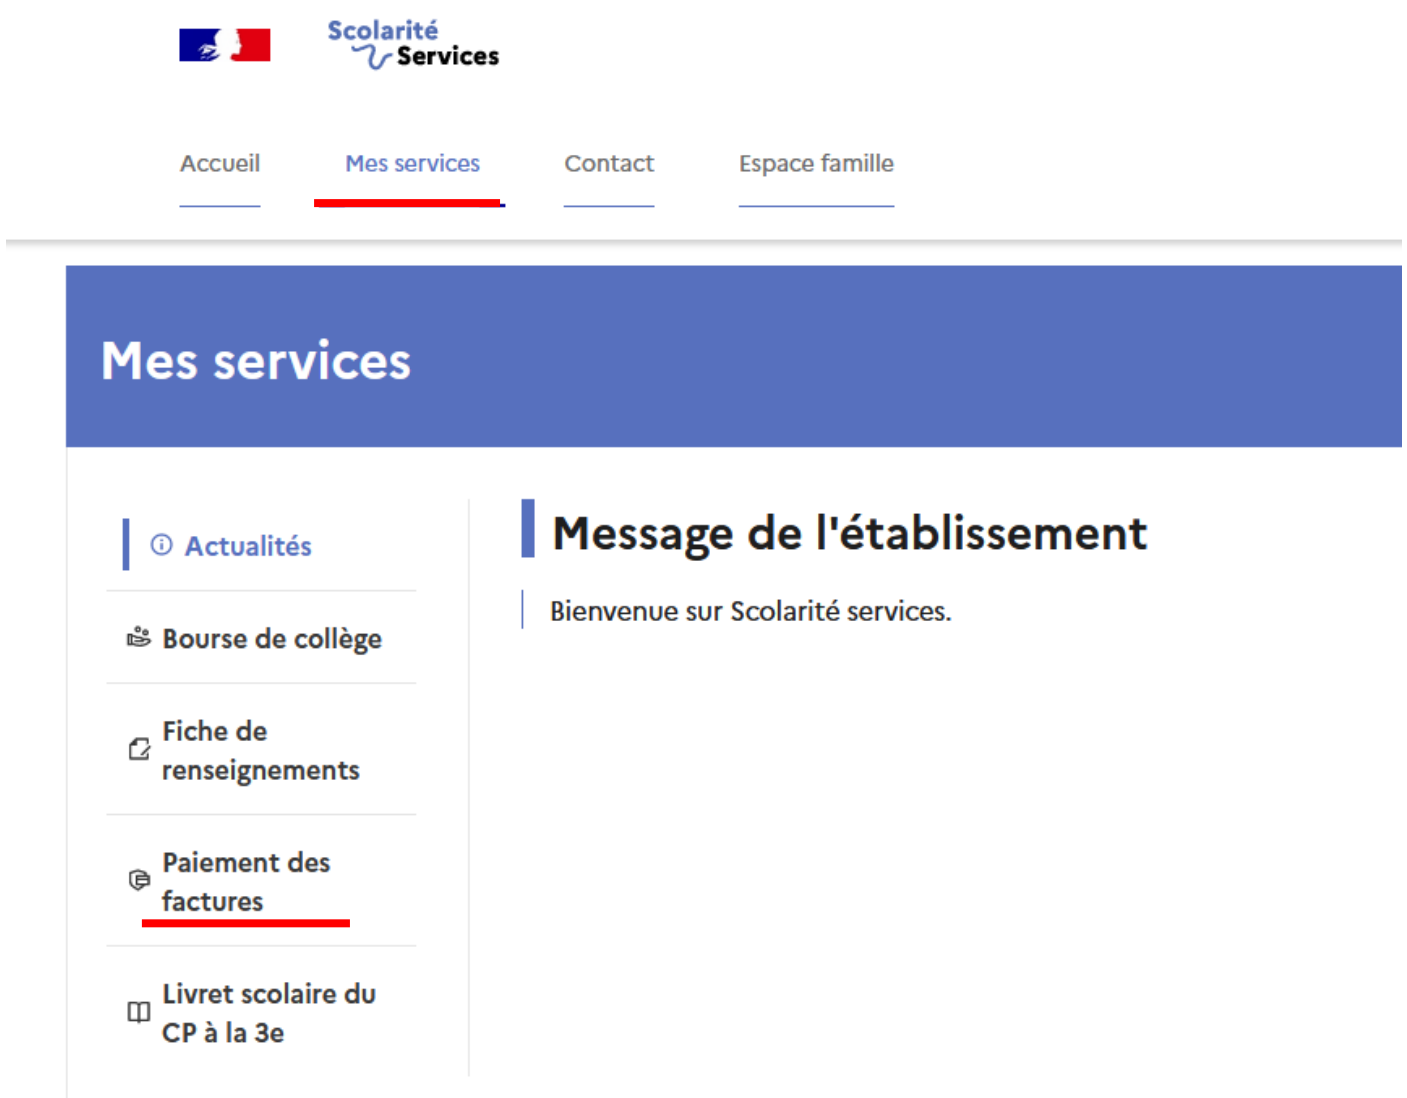 Scolarité
Services
Accueil
Mes services
Contact
Espace famille
Mes services
Actualités
Bourse de collège
Fiche de
renseignements
Paiement des
factures
Livret scolaire du
CP à la 3e
Message de l'établissement
Bienvenue sur Scolarité services.